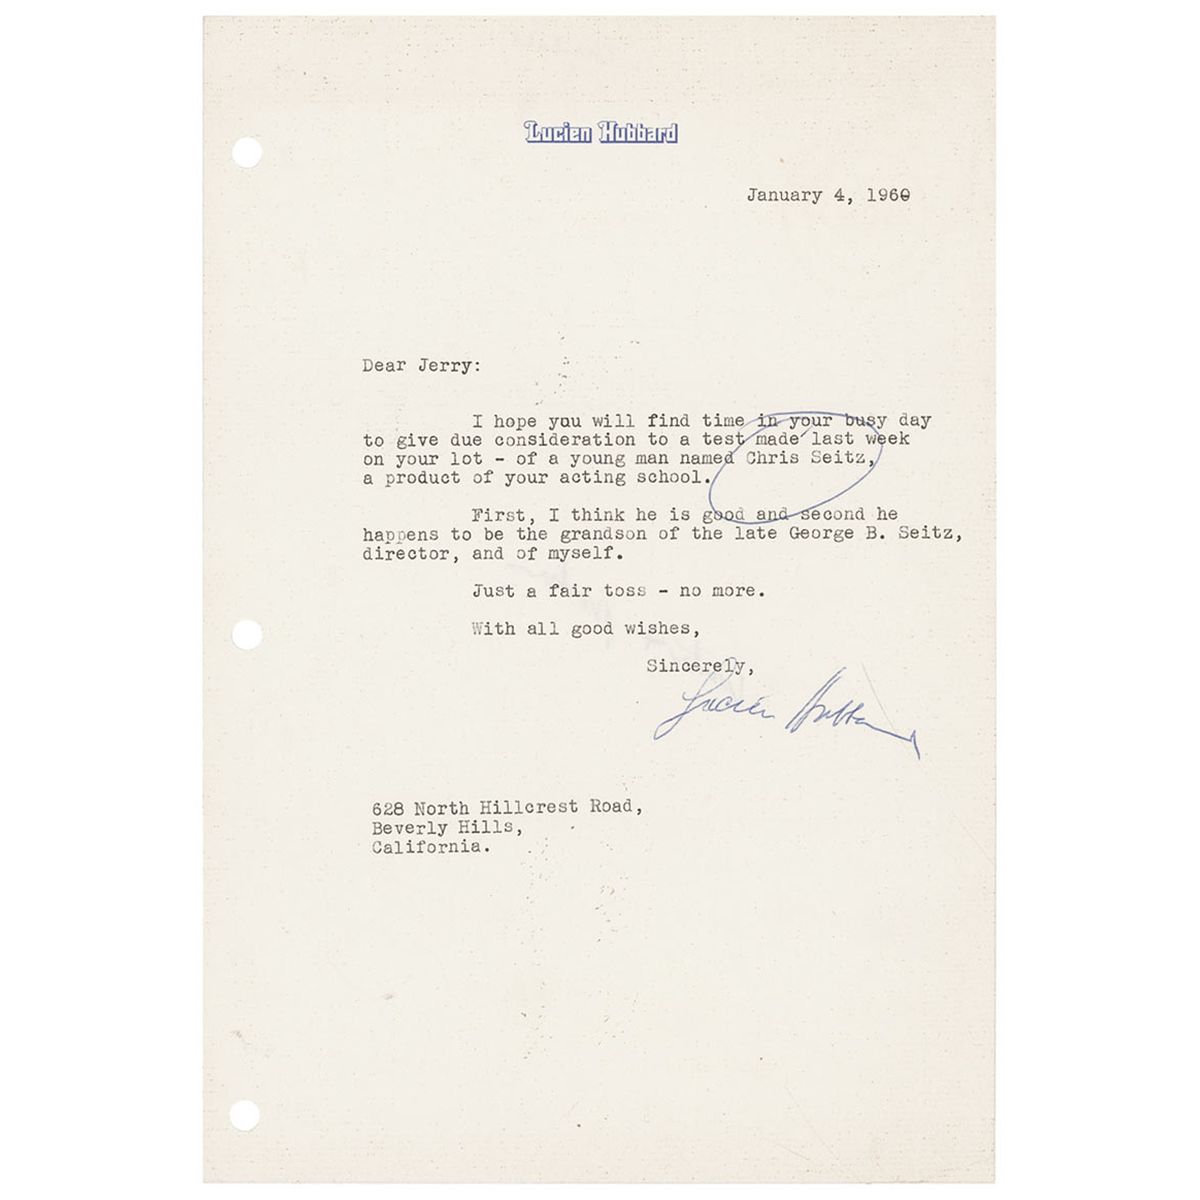 Lucien Hubbard
January 4, 1960
Dear Jerry:
I hope you will find time in your busy day
to give due consideration to a test made last week
on your lot - of a young man named Chris Seitz,
a product of your acting school.
First, I think he is good and second he
happens to be the grandson of the late George B. Seitz,
director, and of myself.
Just a fair toss - no more.
With all good wishes,
Sincerely,
Lucien Hubbard
628 North Hillcrest Road,
Beverly Hills,
California.